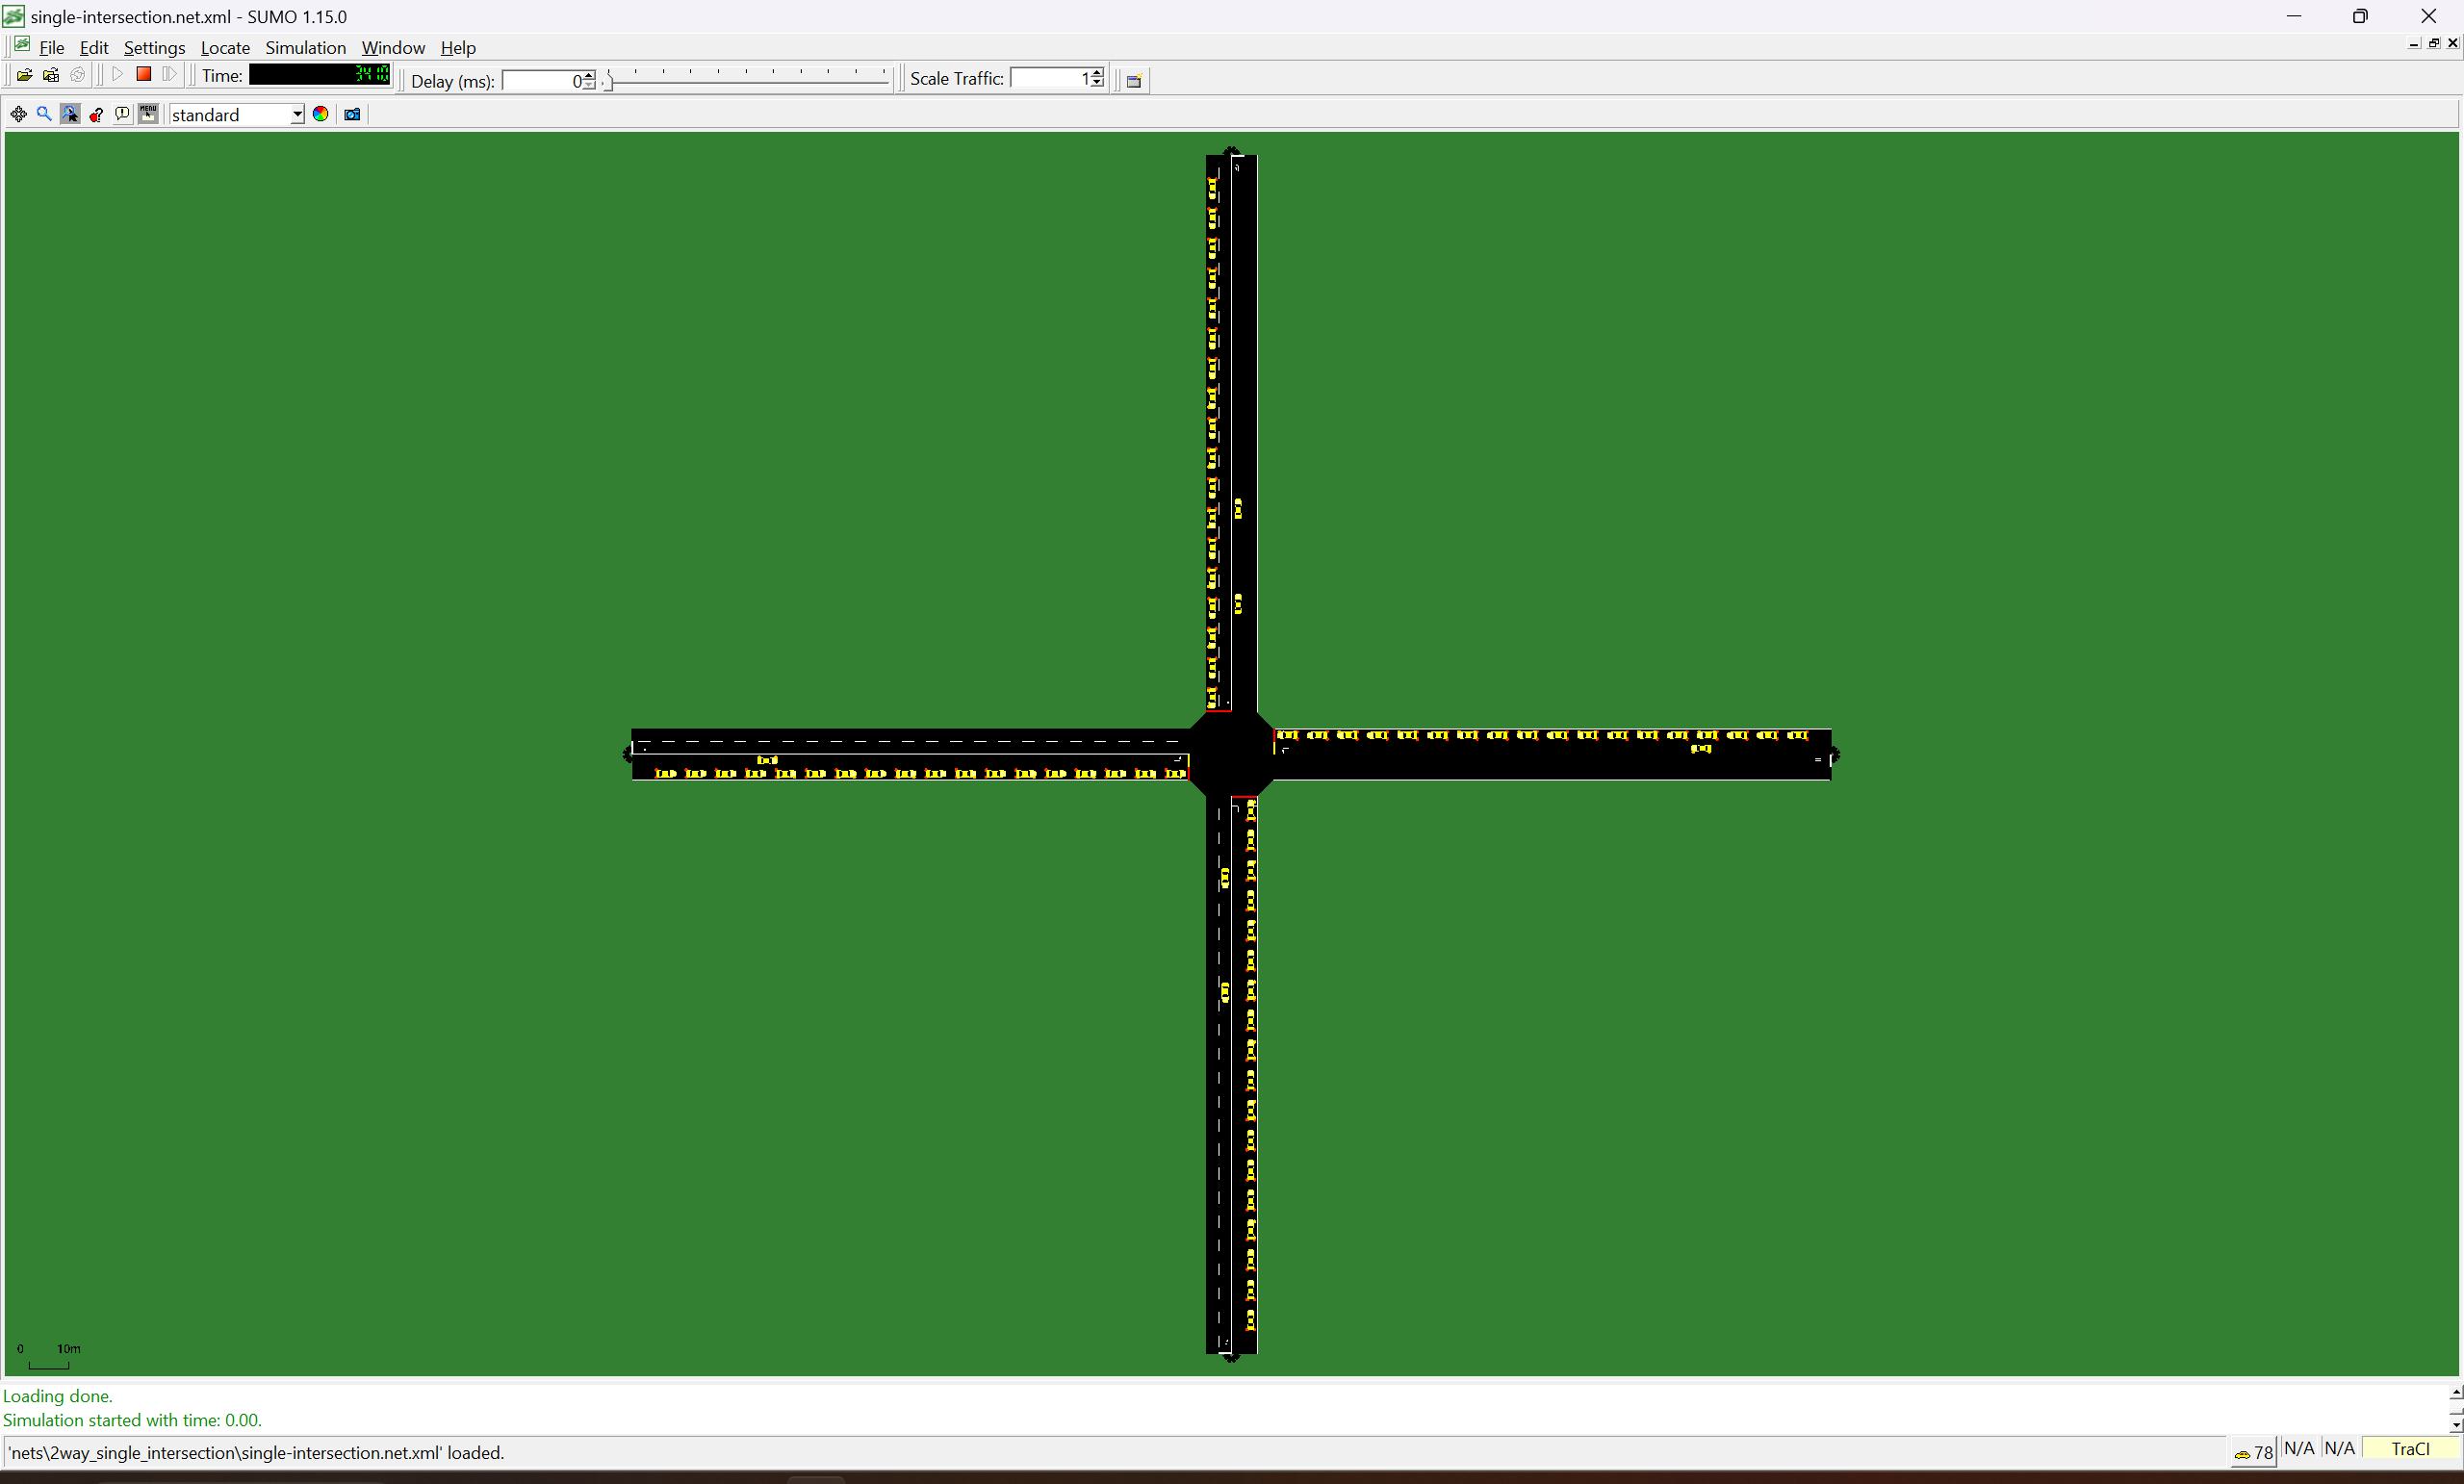 single-intersection.net.xml - SUMO 1.15.0
File Edit Settings Locate Simulation Window Help
Time: 3410 Delay (ms): 0 Scale Traffic: 1
MENU standard
0 10m
Loading done.
Simulation started with time: 0.00.
'nets\2way_single_intersection\single-intersection.net.xml' loaded. 78 N/A N/A TraCI